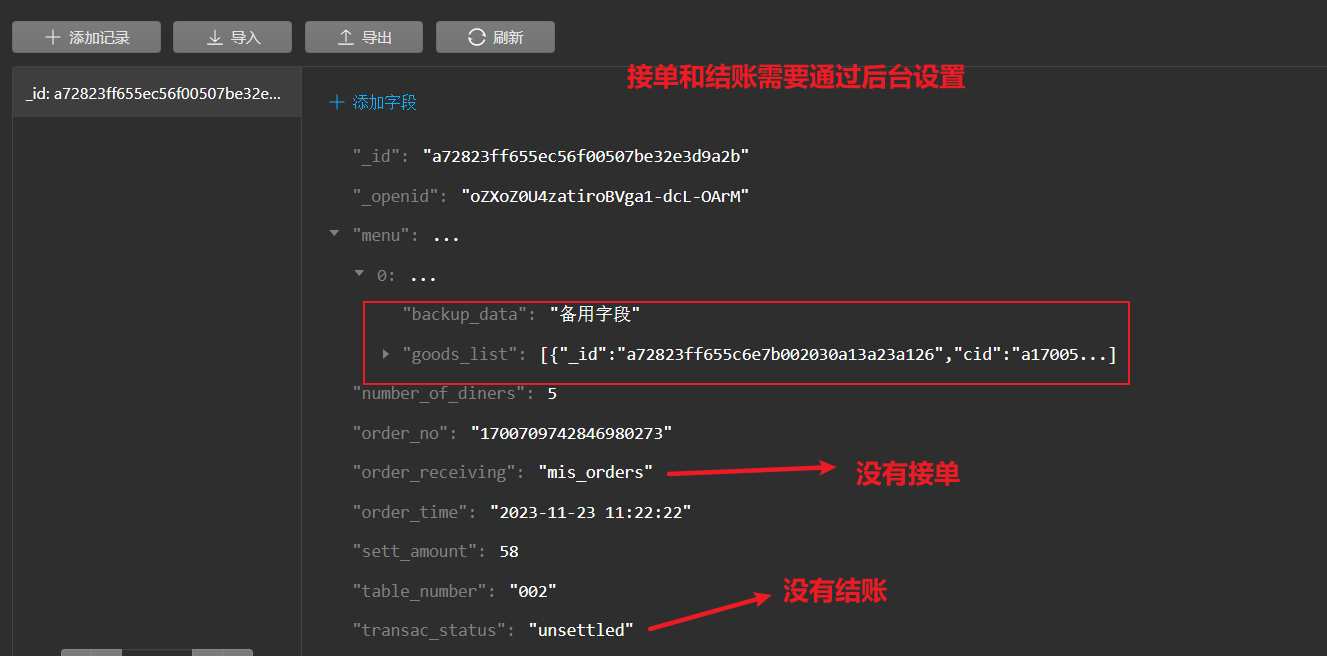 添加记录 导入 导出 刷新
接单和结账需要通过后台设置
_id: a72823ff655ec56f00507be32e...
添加字段
"_id": "a72823ff655ec56f00507be32e3d9a2b"
"_openid": "oZXoZ0U4zatiroBVga1-dcL-OArM"
"menu": ...
0: ...
"backup_data": "备用字段"
"goods_list": [{"_id":"a72823ff655c6e7b002030a13a23a126","cid":"a17005...]
"number_of_diners": 5
"order_no": "1700709742846980273"
"order_receiving": "mis_orders" 没有接单
"order_time": "2023-11-23 11:22:22"
"sett_amount": 58
"table_number": "002"
没有结账
"transac_status": "unsettled"